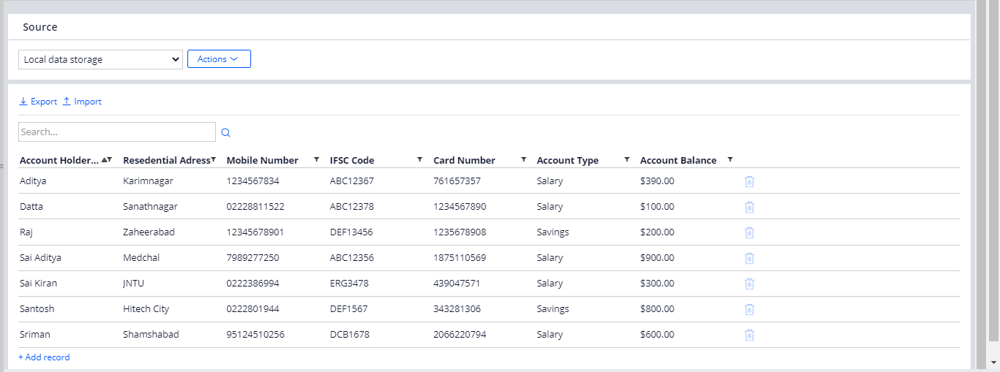 Source
Local data storage Actions
Export Import
Search...
Account Holder... Resedential Adress Mobile Number IFSC Code Card Number Account Type Account Balance
Aditya Karimnagar 1234567834 ABC12367 761657357 Salary $390.00
Datta Sanathnagar 02228811522 ABC12378 1234567890 Salary $100.00
Raj Zaheerabad 12345678901 DEF13456 1235678908 Savings $200.00
Sai Aditya Medchal 7989277250 ABC12356 1875110569 Salary $900.00
Sai Kiran JNTU 0222386994 ERG3478 439047571 Salary $300.00
Santosh Hitech City 0222801944 DEF1567 343281306 Savings $800.00
Sriman Shamshabad 95124510256 DCB1678 2066220794 Salary $600.00
+ Add record